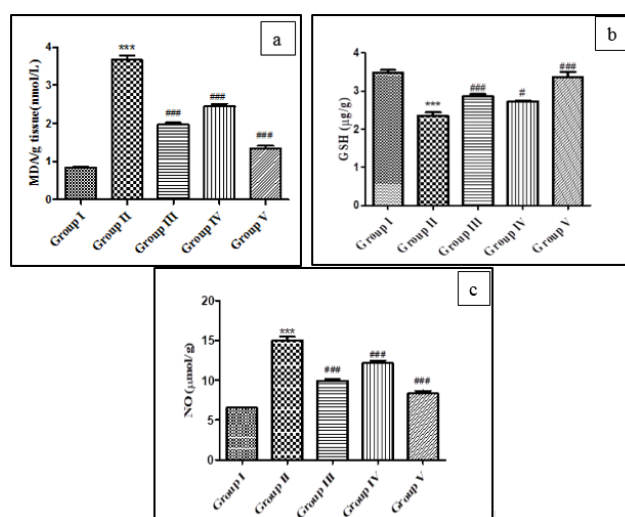 a
MDA/g tissue(nmol/L)
4
3
2
1
0
***
###
###
###
Group I
Group II
Group III
Group IV
Group V
b
GSH (µg/g)
4
3
2
1
0
***
###
#
###
Group I
Group II
Group III
Group IV
Group V
c
NO (µmol/g)
20
15
10
5
0
***
###
###
###
Group I
Group II
Group III
Group IV
Group V